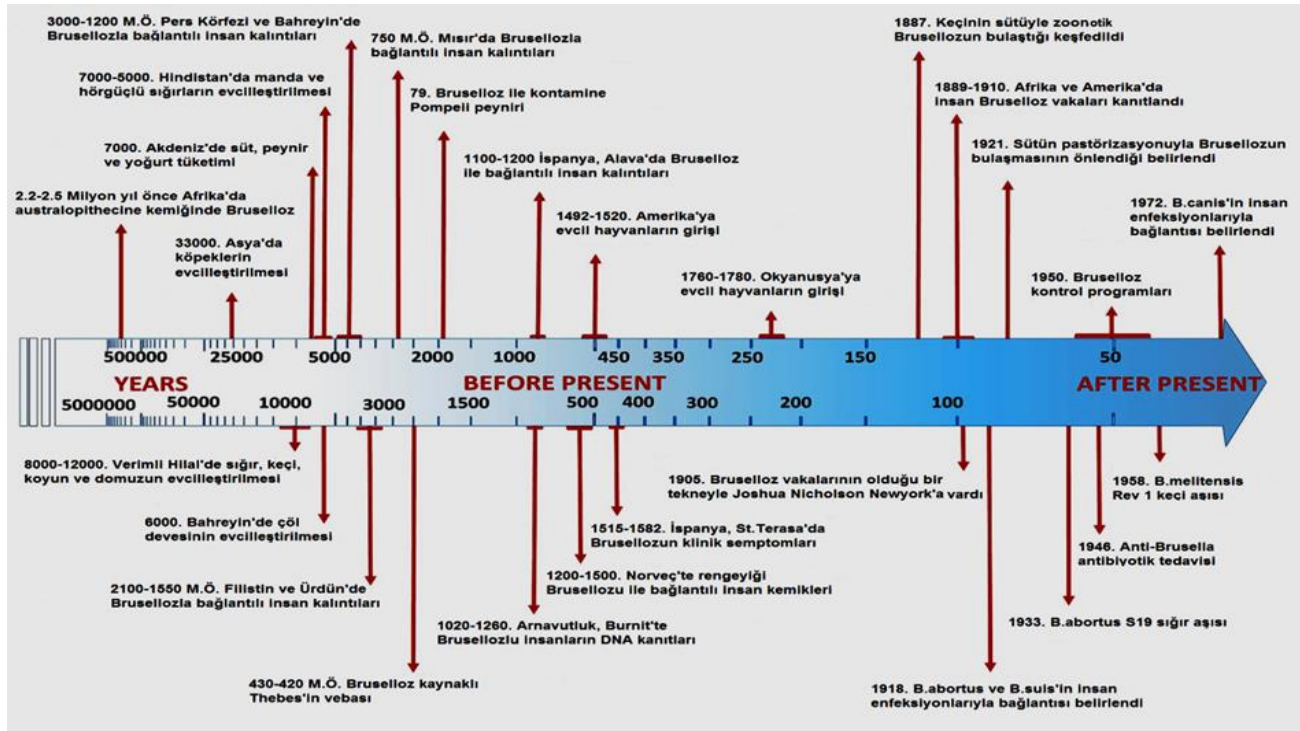 3000-1200 M.Ö. Pers Körfezi ve Bahreyin'de
Brusellozla bağlantılı insan kalıntıları
750 M.Ö. Mısır'da Brusellozla
bağlantılı insan kalıntıları
1887. Keçinin sütüyle zoonotik
Brusellozun bulaştığı keşfedildi
7000-5000. Hindistan'da manda ve
hörgüçlü sığırların evcilleştirilmesi
79. Bruselloz ile kontamine
Pompeii peyniri
1889-1910. Afrika ve Amerika'da
insan Bruselloz vakaları kanıtlandı
7000. Akdeniz'de süt, peynir
ve yoğurt tüketimi
1100-1200 İspanya, Alava'da Bruselloz
ile bağlantılı insan kalıntıları
1921. Sütün pastörizasyonuyla Brusellozun
bulaşmasının önlendiği belirlendi
2.2-2.5 Milyon yıl önce Afrika'da
australopithecine kemiğinde Bruselloz
1492-1520. Amerika'ya
evcil hayvanların girişi
1972. B.canis'in insan
enfeksiyonlarıyla
bağlantısı belirlendi
33000. Asya'da
köpeklerin
evcilleştirilmesi
1760-1780. Okyanusya'ya
evcil hayvanların girişi
1950. Bruselloz
kontrol programları
500000 25000 5000 2000 1000 450 350 250 150 50
YEARS BEFORE PRESENT AFTER PRESENT
5000000 50000 10000 3000 1500 500 400 300 200 100
8000-12000. Verimli Hilal'de sığır, keçi,
koyun ve domuzun evcilleştirilmesi
1905. Bruselloz vakalarının olduğu bir
tekneyle Joshua Nicholson Newyork'a vardı
1958. B.melitensis
Rev 1 keçi aşısı
6000. Bahreyin'de çöl
devesinin evcilleştirilmesi
1515-1582. İspanya, St.Terasa'da
Brusellozun klinik semptomları
1946. Anti-Brusella
antibiyotik tedavisi
2100-1550 M.Ö. Filistin ve Ürdün'de
Brusellozla bağlantılı insan kalıntıları
1200-1500. Norveç'te rengeyiği
Brusellozu ile bağlantılı insan kemikleri
1020-1260. Arnavutluk, Burnit'te
Brusellozlu insanların DNA kanıtları
1933. B.abortus S19 sığır aşısı
430-420 M.Ö. Bruselloz kaynaklı
Thebes'in vebası
1918. B.abortus ve B.suis'in insan
enfeksiyonlarıyla bağlantısı belirlendi